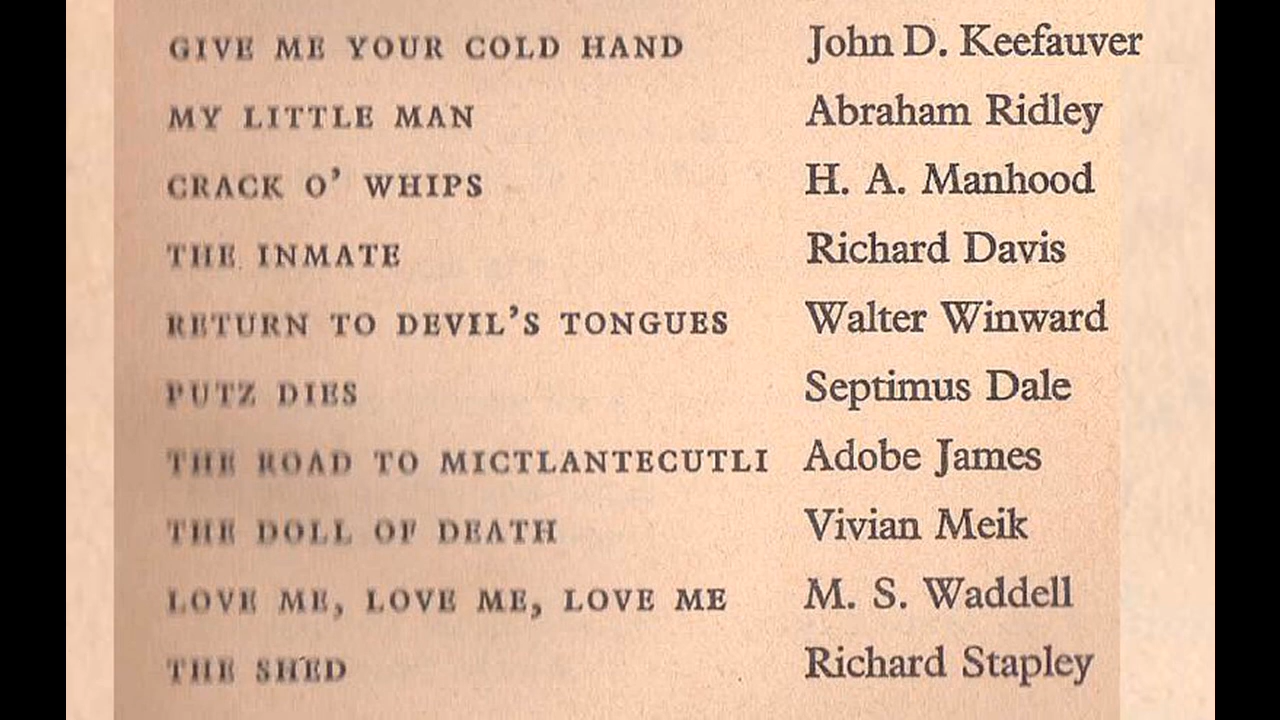 GIVE ME YOUR COLD HAND John D. Keefauver
MY LITTLE MAN Abraham Ridley
CRACK O' WHIPS H. A. Manhood
THE INMATE Richard Davis
RETURN TO DEVIL'S TONGUES Walter Winward
PUTZ DIES Septimus Dale
THE ROAD TO MICTLANTECUTLI Adobe James
THE DOLL OF DEATH Vivian Meik
LOVE ME, LOVE ME, LOVE ME M. S. Waddell
THE SHED Richard Stapley